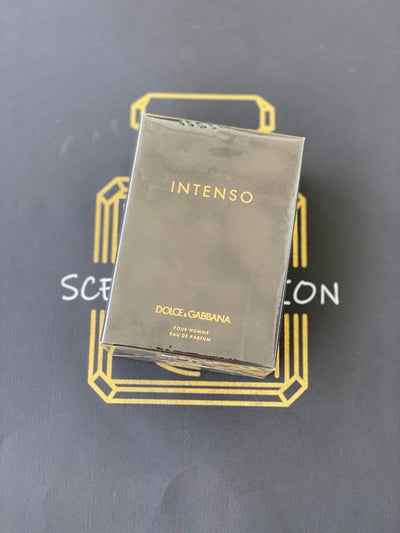 INTENSO
DOLCE&GABBANA
POUR HOMME
EAU DE PARFUM